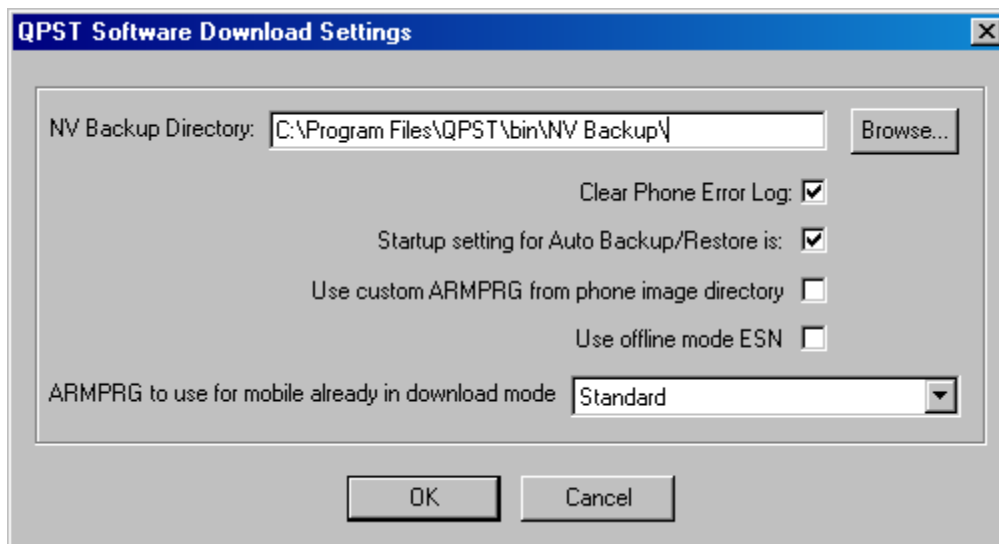 QPST Software Download Settings
NV Backup Directory: C:\Program Files\QPST\bin\NV Backup\ Browse...
Clear Phone Error Log:
Startup setting for Auto Backup/Restore is:
Use custom ARMPRG from phone image directory
Use offline mode ESN
ARMPRG to use for mobile already in download mode Standard
OK Cancel